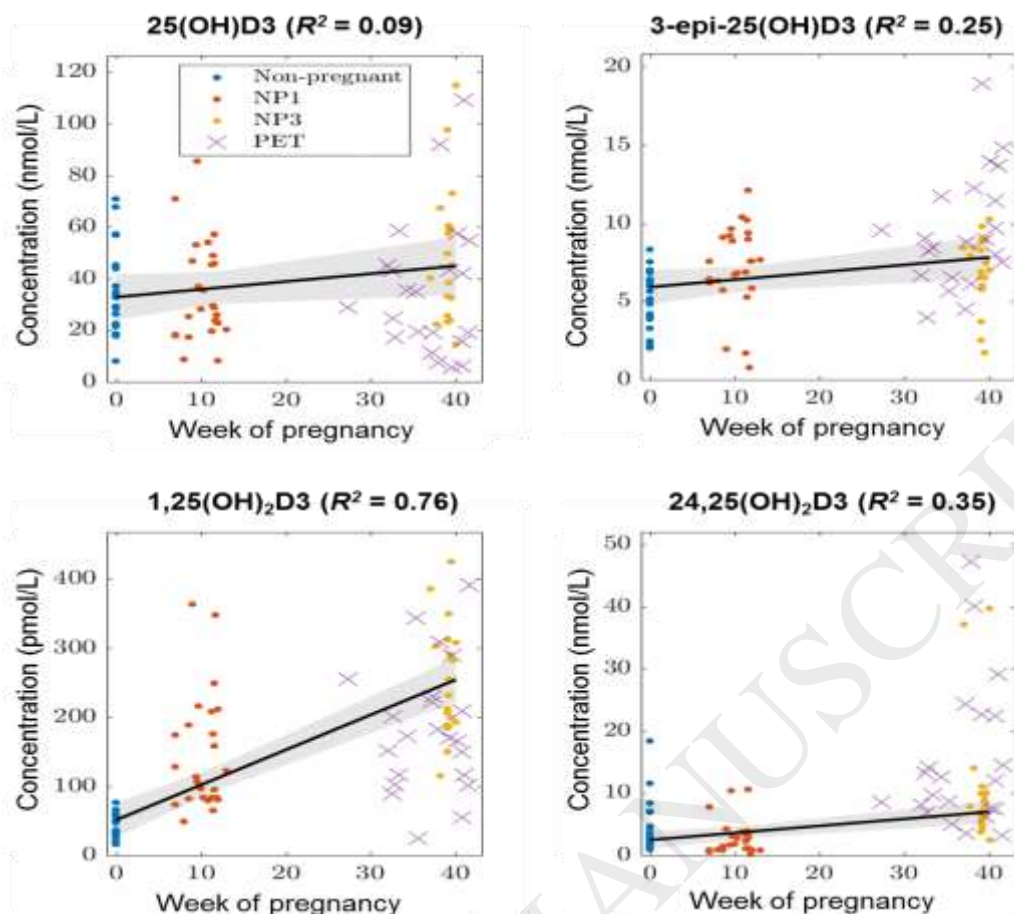 25(OH)D3 (R² = 0.09)
120
100
80
60
40
20
0
Concentration (nmol/L)
Non-pregnant
NP1
NP3
PET
0 10 20 30 40
Week of pregnancy
3-epi-25(OH)D3 (R² = 0.25)
20
15
10
5
0
Concentration (nmol/L)
0 10 20 30 40
Week of pregnancy
1,25(OH)₂D3 (R² = 0.76)
400
300
200
100
0
Concentration (pmol/L)
0 10 20 30 40
Week of pregnancy
24,25(OH)₂D3 (R² = 0.35)
50
40
30
20
10
0
Concentration (nmol/L)
0 10 20 30 40
Week of pregnancy
ANUSCRI